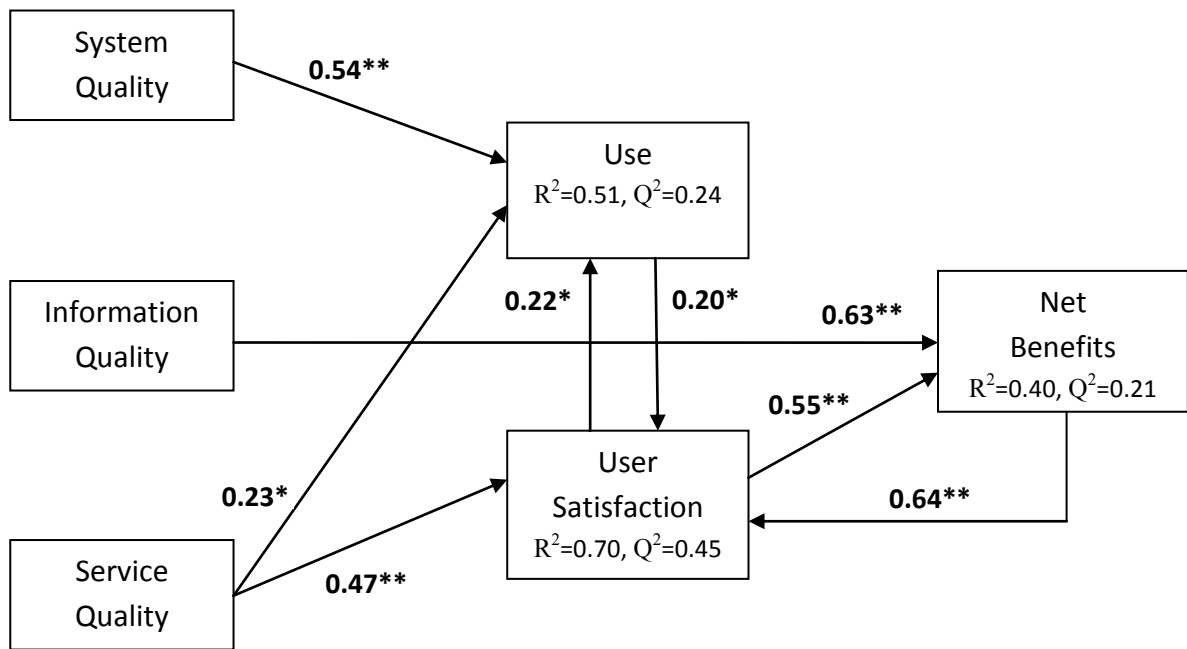 System
Quality
0.54**
Use
R²=0.51, Q²=0.24
Information
Quality
0.22*
0.20*
0.63**
Net
Benefits
R²=0.40, Q²=0.21
0.55**
User
Satisfaction
R²=0.70, Q²=0.45
0.23*
0.64**
Service
Quality
0.47**